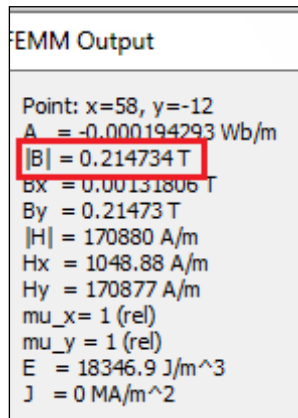 FEMM Output
Point: x=58, y=-12
A = -0.000194293 Wb/m
|B| = 0.214734 T
Bx = 0.00131806 T
By = 0.21473 T
|H| = 170880 A/m
Hx = 1048.88 A/m
Hy = 170877 A/m
mu_x= 1 (rel)
mu_y = 1 (rel)
E = 18346.9 J/m^3
J = 0 MA/m^2